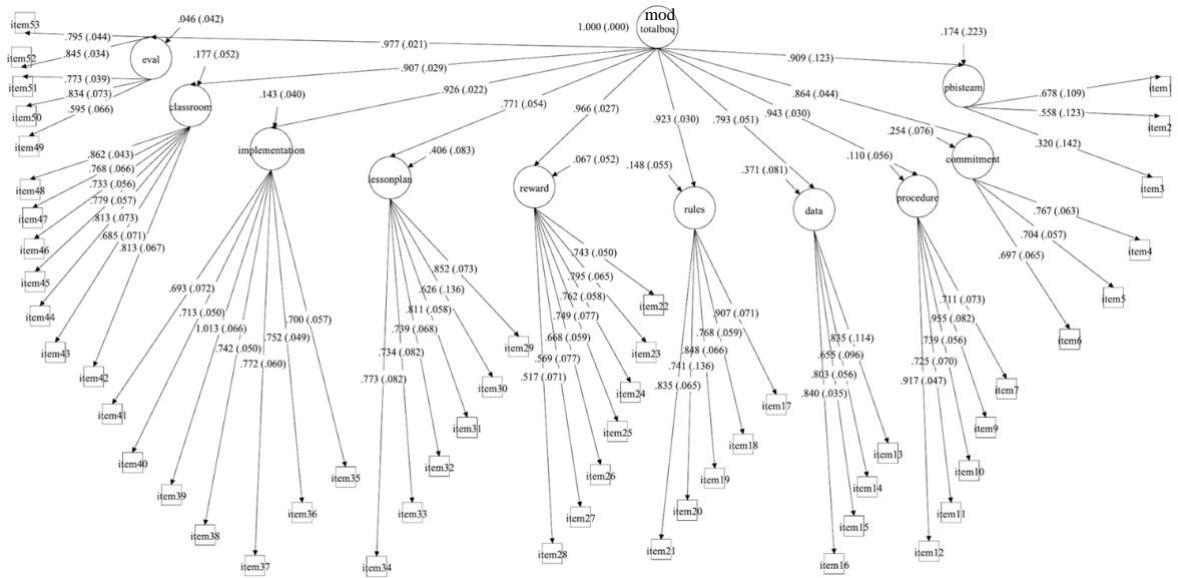 mod
totalboq
1.000 (.000)
.977 (.021)
.907 (.029)
.926 (.022)
.771 (.054)
.966 (.027)
.923 (.030)
.793 (.051)
.943 (.030)
.864 (.044)
.909 (.123)
eval
.046 (.042)
.795 (.044)
.845 (.034)
.773 (.039)
.834 (.073)
.595 (.066)
item53
item52
item51
item50
item49
classroom
.177 (.052)
.862 (.043)
.768 (.066)
.733 (.056)
.779 (.057)
.813 (.073)
.685 (.071)
.813 (.067)
item48
item47
item46
item45
item44
item43
item42
implementation
.143 (.040)
.693 (.072)
.713 (.050)
1.013 (.066)
.742 (.050)
.772 (.060)
.752 (.049)
.700 (.057)
item41
item40
item39
item38
item37
item36
item35
lessonplan
.406 (.083)
.852 (.073)
.626 (.136)
.811 (.058)
.739 (.068)
.734 (.082)
.773 (.082)
item29
item30
item31
item32
item33
item34
reward
.067 (.052)
.743 (.050)
.795 (.065)
.762 (.058)
.749 (.077)
.668 (.059)
.569 (.077)
.517 (.071)
item22
item23
item24
item25
item26
item27
item28
rules
.148 (.055)
.907 (.071)
.768 (.059)
.848 (.066)
.741 (.136)
.835 (.065)
item17
item18
item19
item20
item21
data
.371 (.081)
.835 (.114)
.655 (.096)
.803 (.056)
.840 (.035)
item13
item14
item15
item16
procedure
.110 (.056)
.711 (.073)
.955 (.082)
.739 (.056)
.725 (.070)
.917 (.047)
item7
item9
item10
item11
item12
commitment
.254 (.076)
.767 (.063)
.704 (.057)
.697 (.065)
item4
item5
item6
pbisteam
.174 (.223)
.678 (.109)
.558 (.123)
.320 (.142)
item1
item2
item3